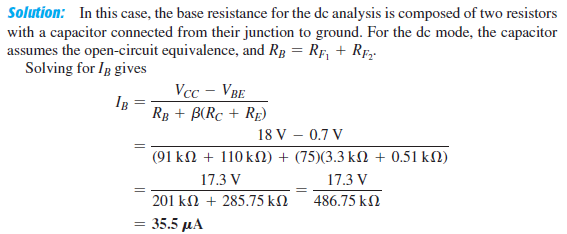 Solution: In this case, the base resistance for the dc analysis is composed of two resistors
with a capacitor connected from their junction to ground. For the dc mode, the capacitor
assumes the open-circuit equivalence, and R_B = R_F₁ + R_F₂.
Solving for I_B gives
I_B = (V_CC − V_BE) / (R_B + β(R_C + R_E))
= (18 V − 0.7 V) / ((91 kΩ + 110 kΩ) + (75)(3.3 kΩ + 0.51 kΩ))
= 17.3 V / (201 kΩ + 285.75 kΩ) = 17.3 V / 486.75 kΩ
= 35.5 μA